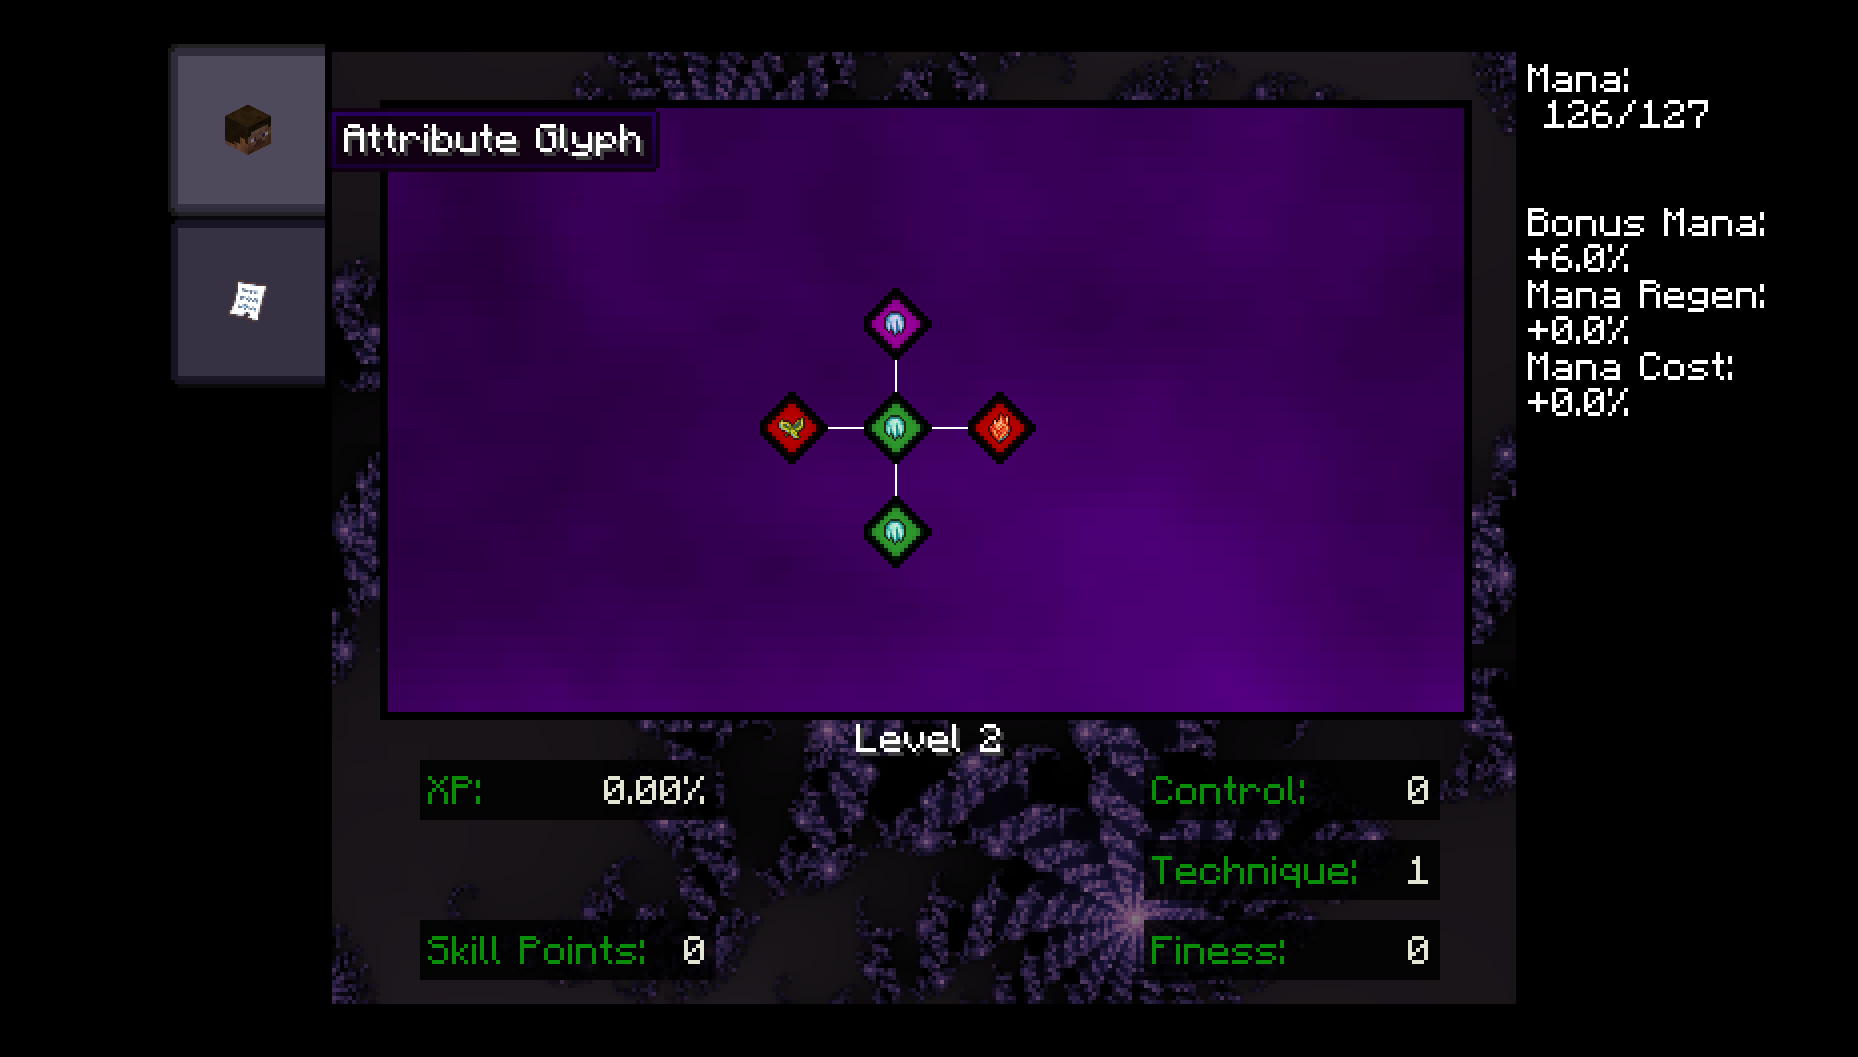 Attribute Glyph
Mana:
126/127
Bonus Mana:
+6.0%
Mana Regen:
+0.0%
Mana Cost:
+0.0%
Level 2
XP: 0.00%
Control: 0
Technique: 1
Skill Points: 0
Finess: 0